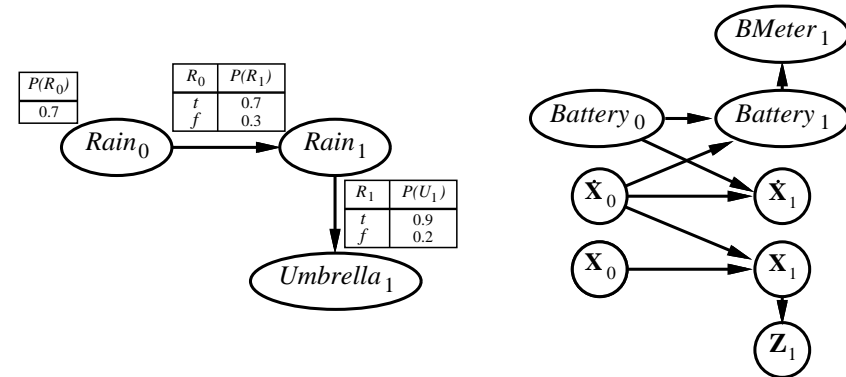 P(R₀)
0.7
R₀ P(R₁)
t 0.7
f 0.3
Rain₀
Rain₁
R₁ P(U₁)
t 0.9
f 0.2
Umbrella₁
BMeter₁
Battery₀
Battery₁
Ẋ₀
Ẋ₁
X₀
X₁
Z₁